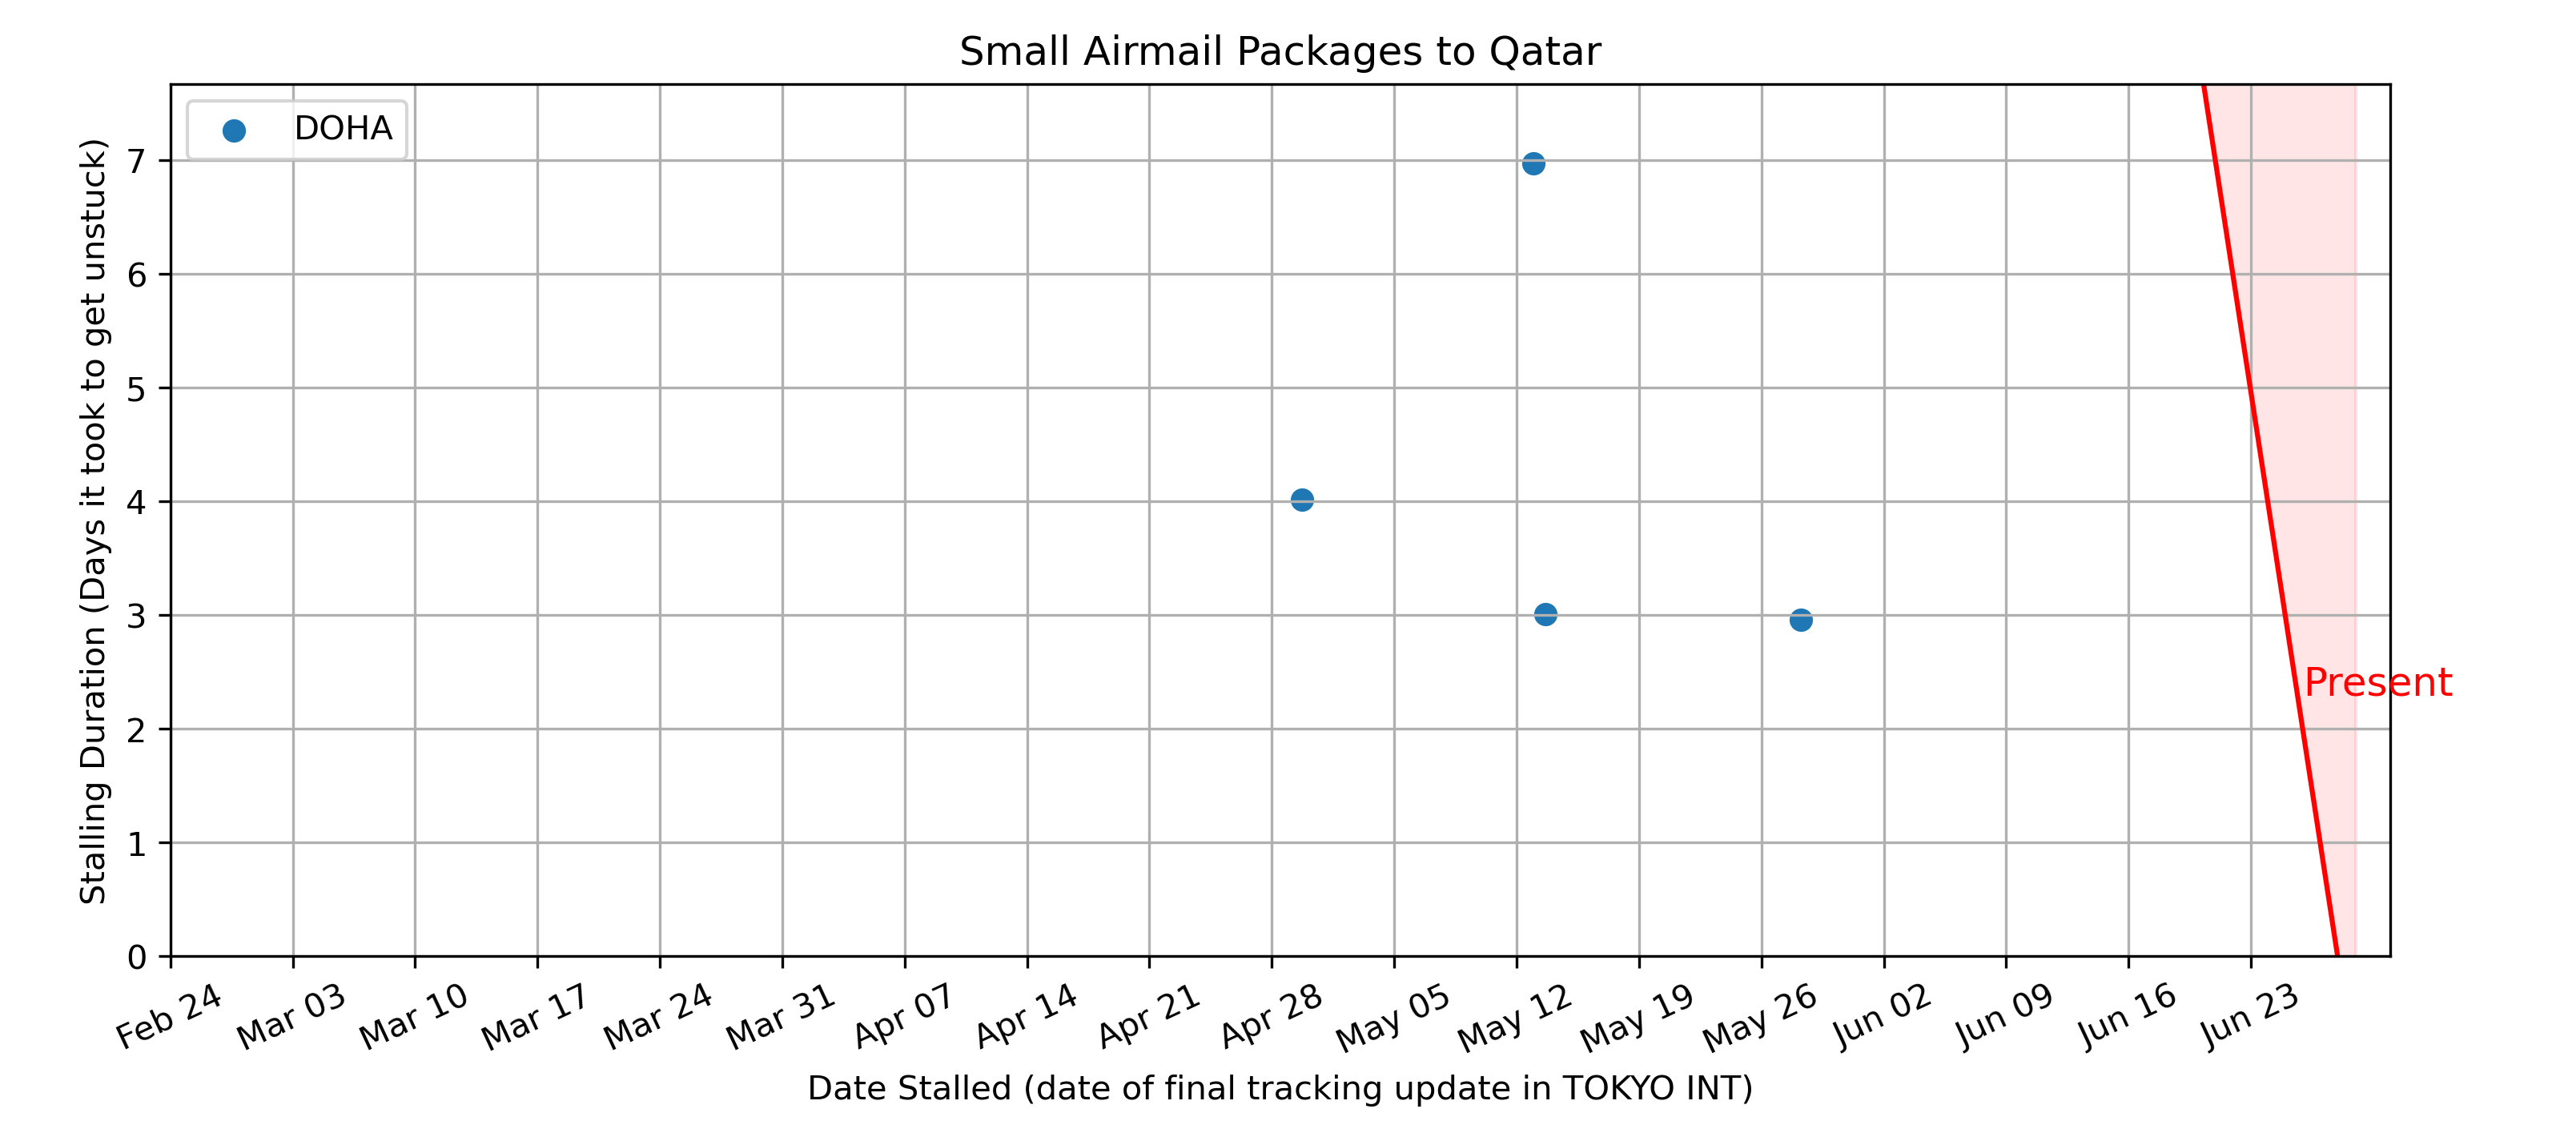 Small Airmail Packages to Qatar
DOHA
Stalling Duration (Days it took to get unstuck)
7
6
5
4
3
2
1
0
Present
Feb 24
Mar 03
Mar 10
Mar 17
Mar 24
Mar 31
Apr 07
Apr 14
Apr 21
Apr 28
May 05
May 12
May 19
May 26
Jun 02
Jun 09
Jun 16
Jun 23
Date Stalled (date of final tracking update in TOKYO INT)